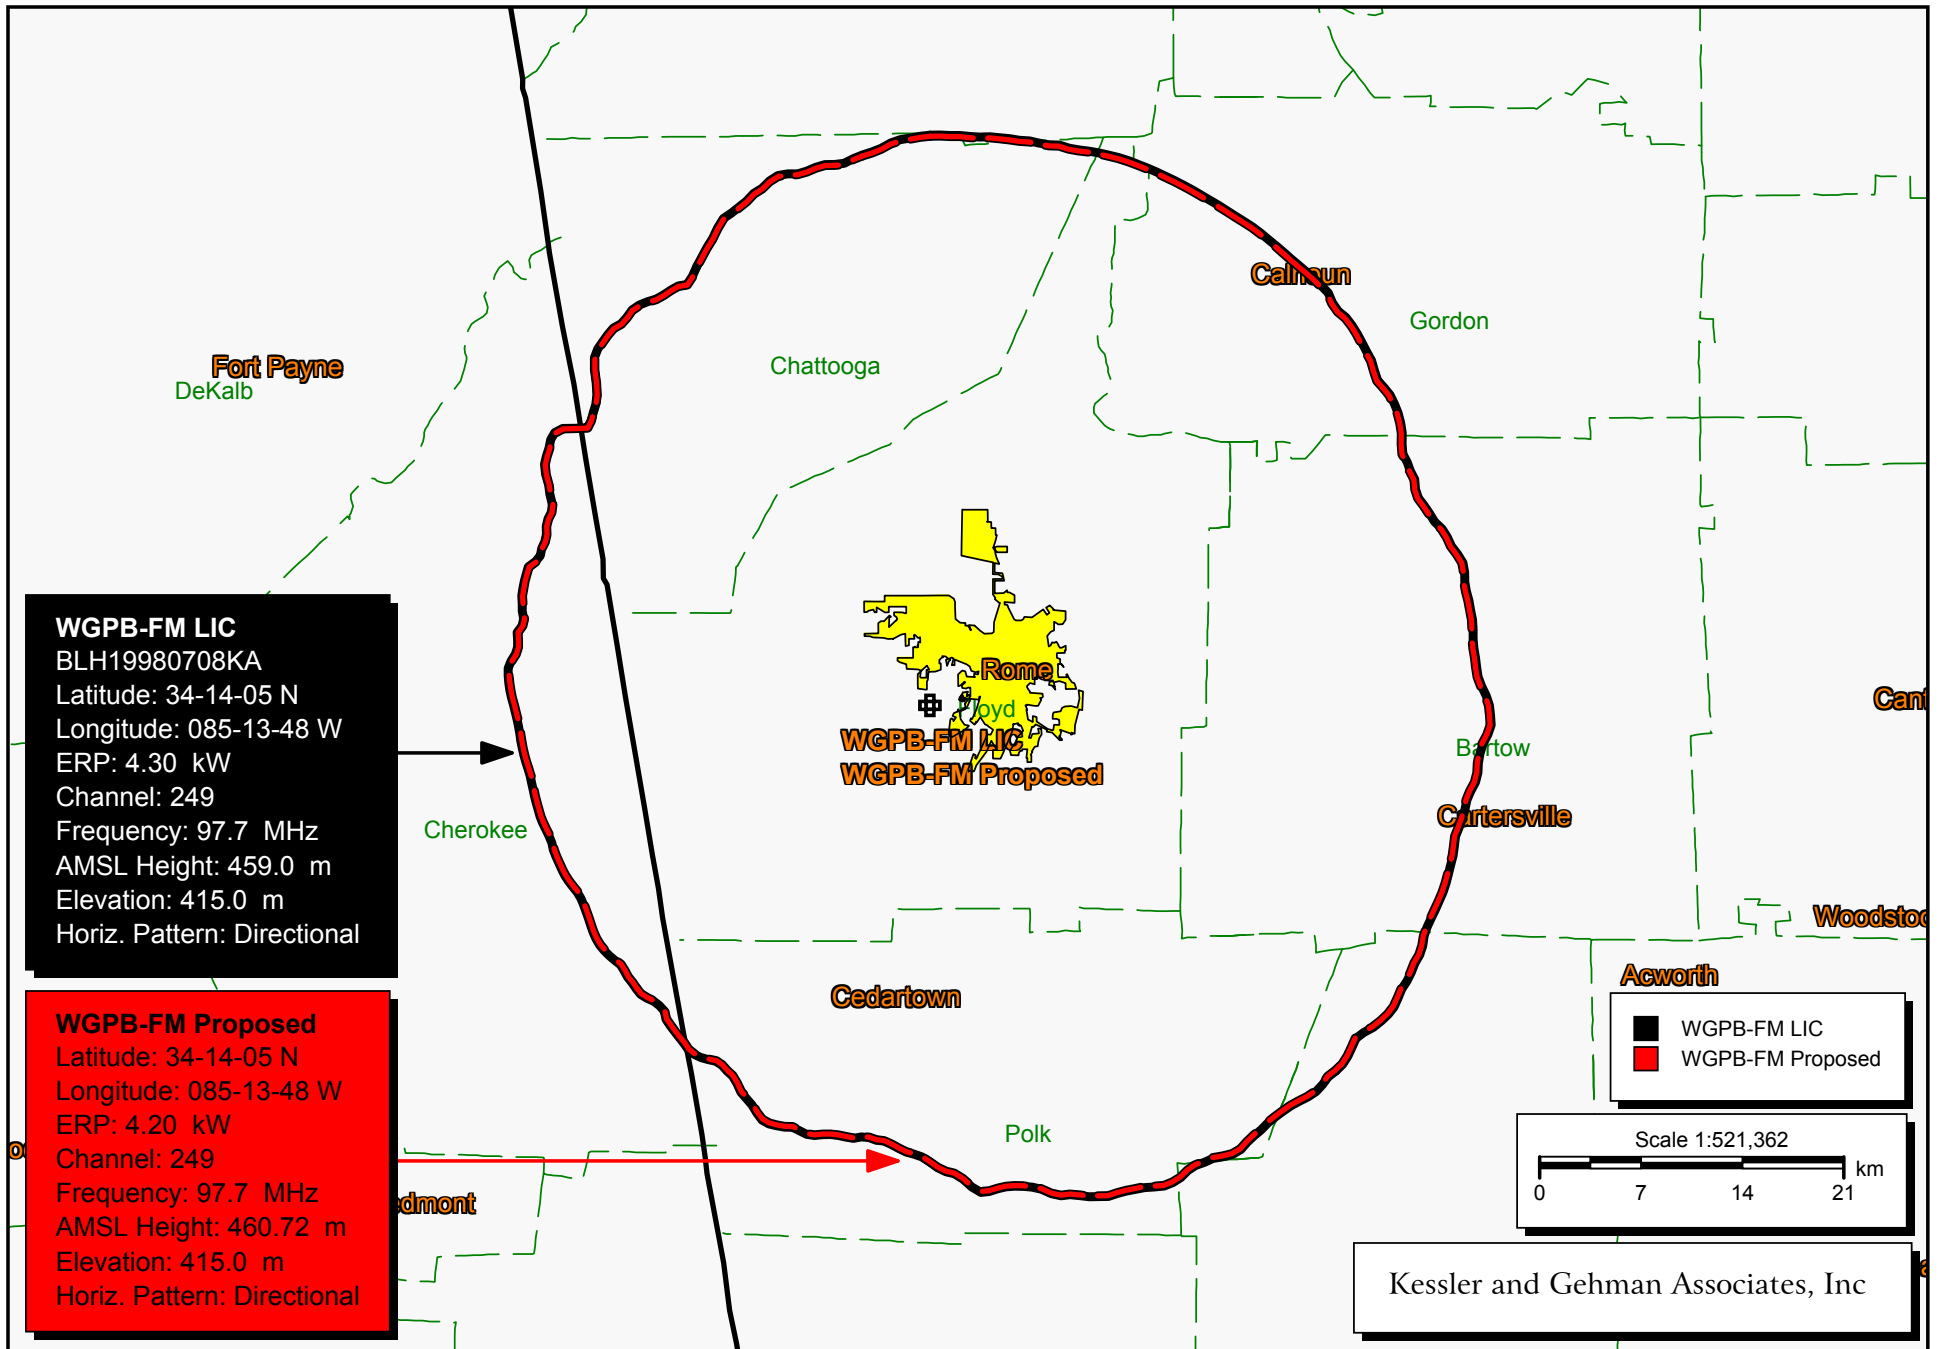 Calhoun
Gordon
Fort Payne
DeKalb
Chattooga
WGPB-FM LIC
BLH19980708KA
Latitude: 34-14-05 N
Longitude: 085-13-48 W
ERP: 4.30 kW
Channel: 249
Frequency: 97.7 MHz
AMSL Height: 459.0 m
Elevation: 415.0 m
Horiz. Pattern: Directional
Rome
Floyd
WGPB-FM LIC
WGPB-FM Proposed
Bartow
Cartersville
Cherokee
Cedartown
Acworth
WGPB-FM Proposed
Latitude: 34-14-05 N
Longitude: 085-13-48 W
ERP: 4.20 kW
Channel: 249
Frequency: 97.7 MHz
AMSL Height: 460.72 m
Elevation: 415.0 m
Horiz. Pattern: Directional
Polk
WGPB-FM LIC
WGPB-FM Proposed
Scale 1:521,362
km
0 7 14 21
Kessler and Gehman Associates, Inc